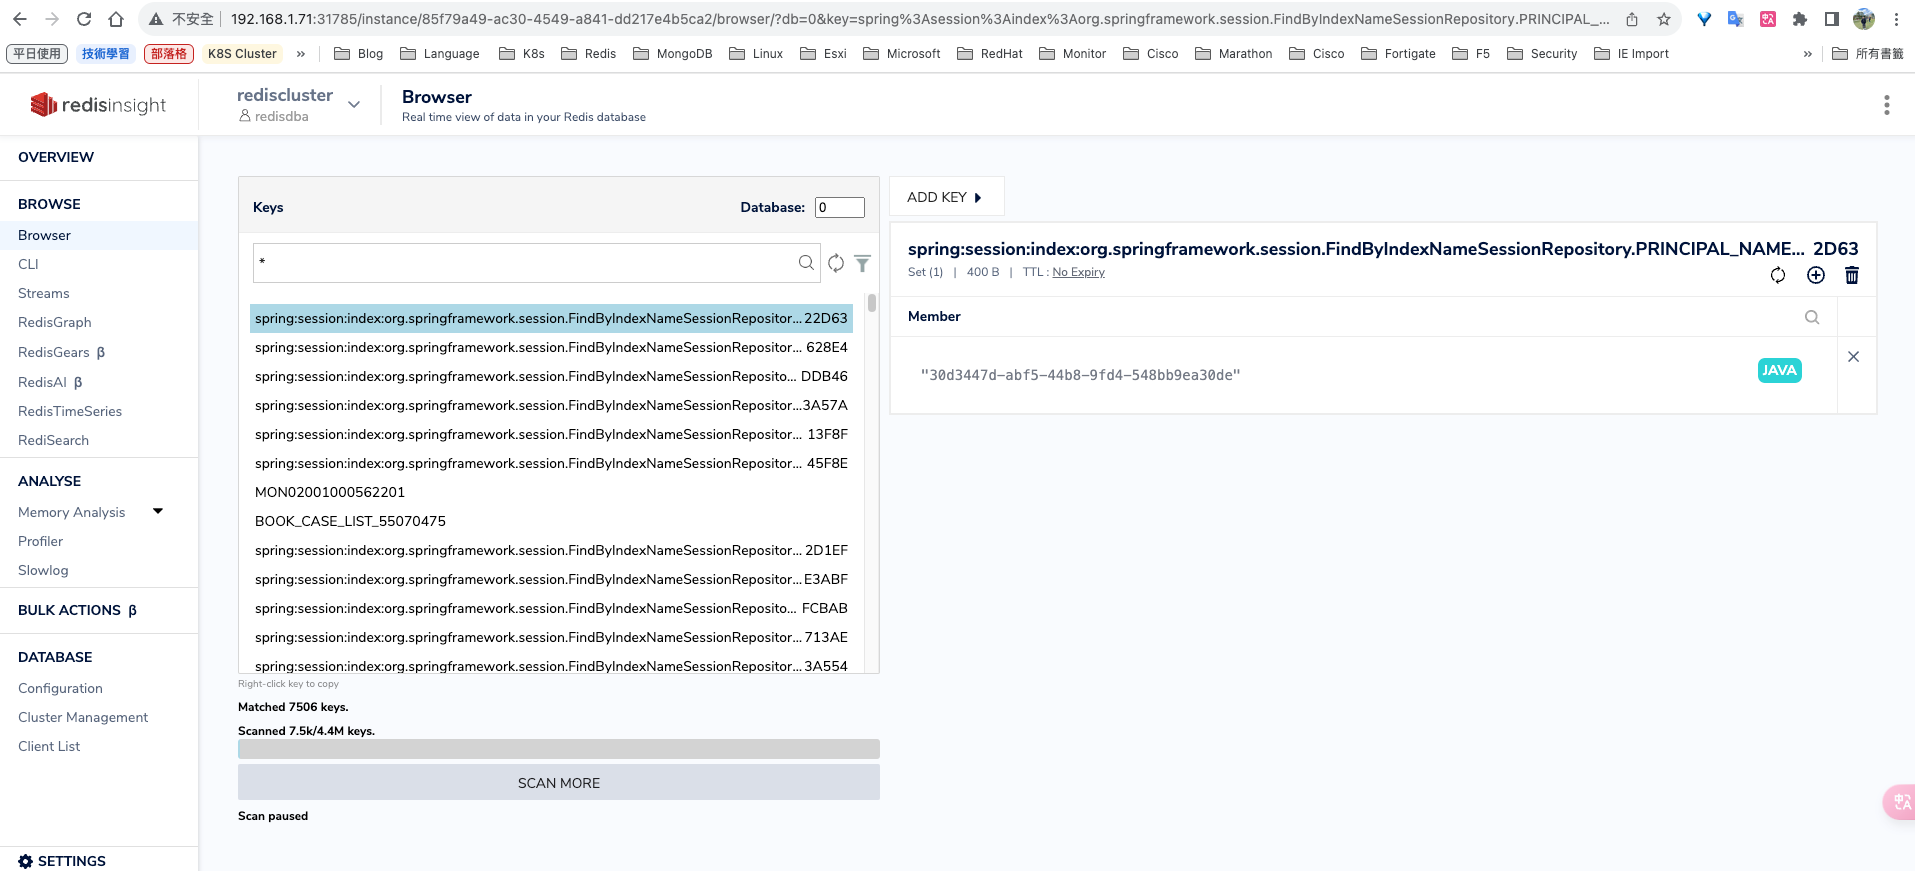 不安全
192.168.1.71:31785/instance/85f79a49-ac30-4549-a841-dd217e4b5ca2/browser/?db=0&key=spring%3Asession%3Aindex%3Aorg.springframework.session.FindByIndexNameSessionRepository.PRINCIPAL_...
平日使用 技術學習 部落格 K8S Cluster » Blog Language K8s Redis MongoDB Linux Esxi Microsoft RedHat Monitor Cisco Marathon Cisco Fortigate F5 Security IE Import » 所有書籤
redisinsight
rediscluster
redisdba
Browser
Real time view of data in your Redis database
OVERVIEW
BROWSE
Browser
CLI
Streams
RedisGraph
RedisGears β
RedisAI β
RedisTimeSeries
RediSearch
ANALYSE
Memory Analysis
Profiler
Slowlog
BULK ACTIONS β
DATABASE
Configuration
Cluster Management
Client List
SETTINGS
Keys Database: 0
*
spring:session:index:org.springframework.session.FindByIndexNameSessionRepositor... 22D63
spring:session:index:org.springframework.session.FindByIndexNameSessionRepositor... 628E4
spring:session:index:org.springframework.session.FindByIndexNameSessionReposito... DDB46
spring:session:index:org.springframework.session.FindByIndexNameSessionRepositor... 3A57A
spring:session:index:org.springframework.session.FindByIndexNameSessionRepositor... 13F8F
spring:session:index:org.springframework.session.FindByIndexNameSessionRepositor... 45F8E
MON02001000562201
BOOK_CASE_LIST_55070475
spring:session:index:org.springframework.session.FindByIndexNameSessionRepositor... 2D1EF
spring:session:index:org.springframework.session.FindByIndexNameSessionRepositor... E3ABF
spring:session:index:org.springframework.session.FindByIndexNameSessionReposito... FCBAB
spring:session:index:org.springframework.session.FindByIndexNameSessionRepositor... 713AE
spring:session:index:org.springframework.session.FindByIndexNameSessionRepositor... 3A554
Right-click key to copy
Matched 7506 keys.
Scanned 7.5k/4.4M keys.
SCAN MORE
Scan paused
ADD KEY
spring:session:index:org.springframework.session.FindByIndexNameSessionRepository.PRINCIPAL_NAME... 2D63
Set (1) | 400 B | TTL : No Expiry
Member
"30d3447d-abf5-44b8-9fd4-548bb9ea30de"
JAVA